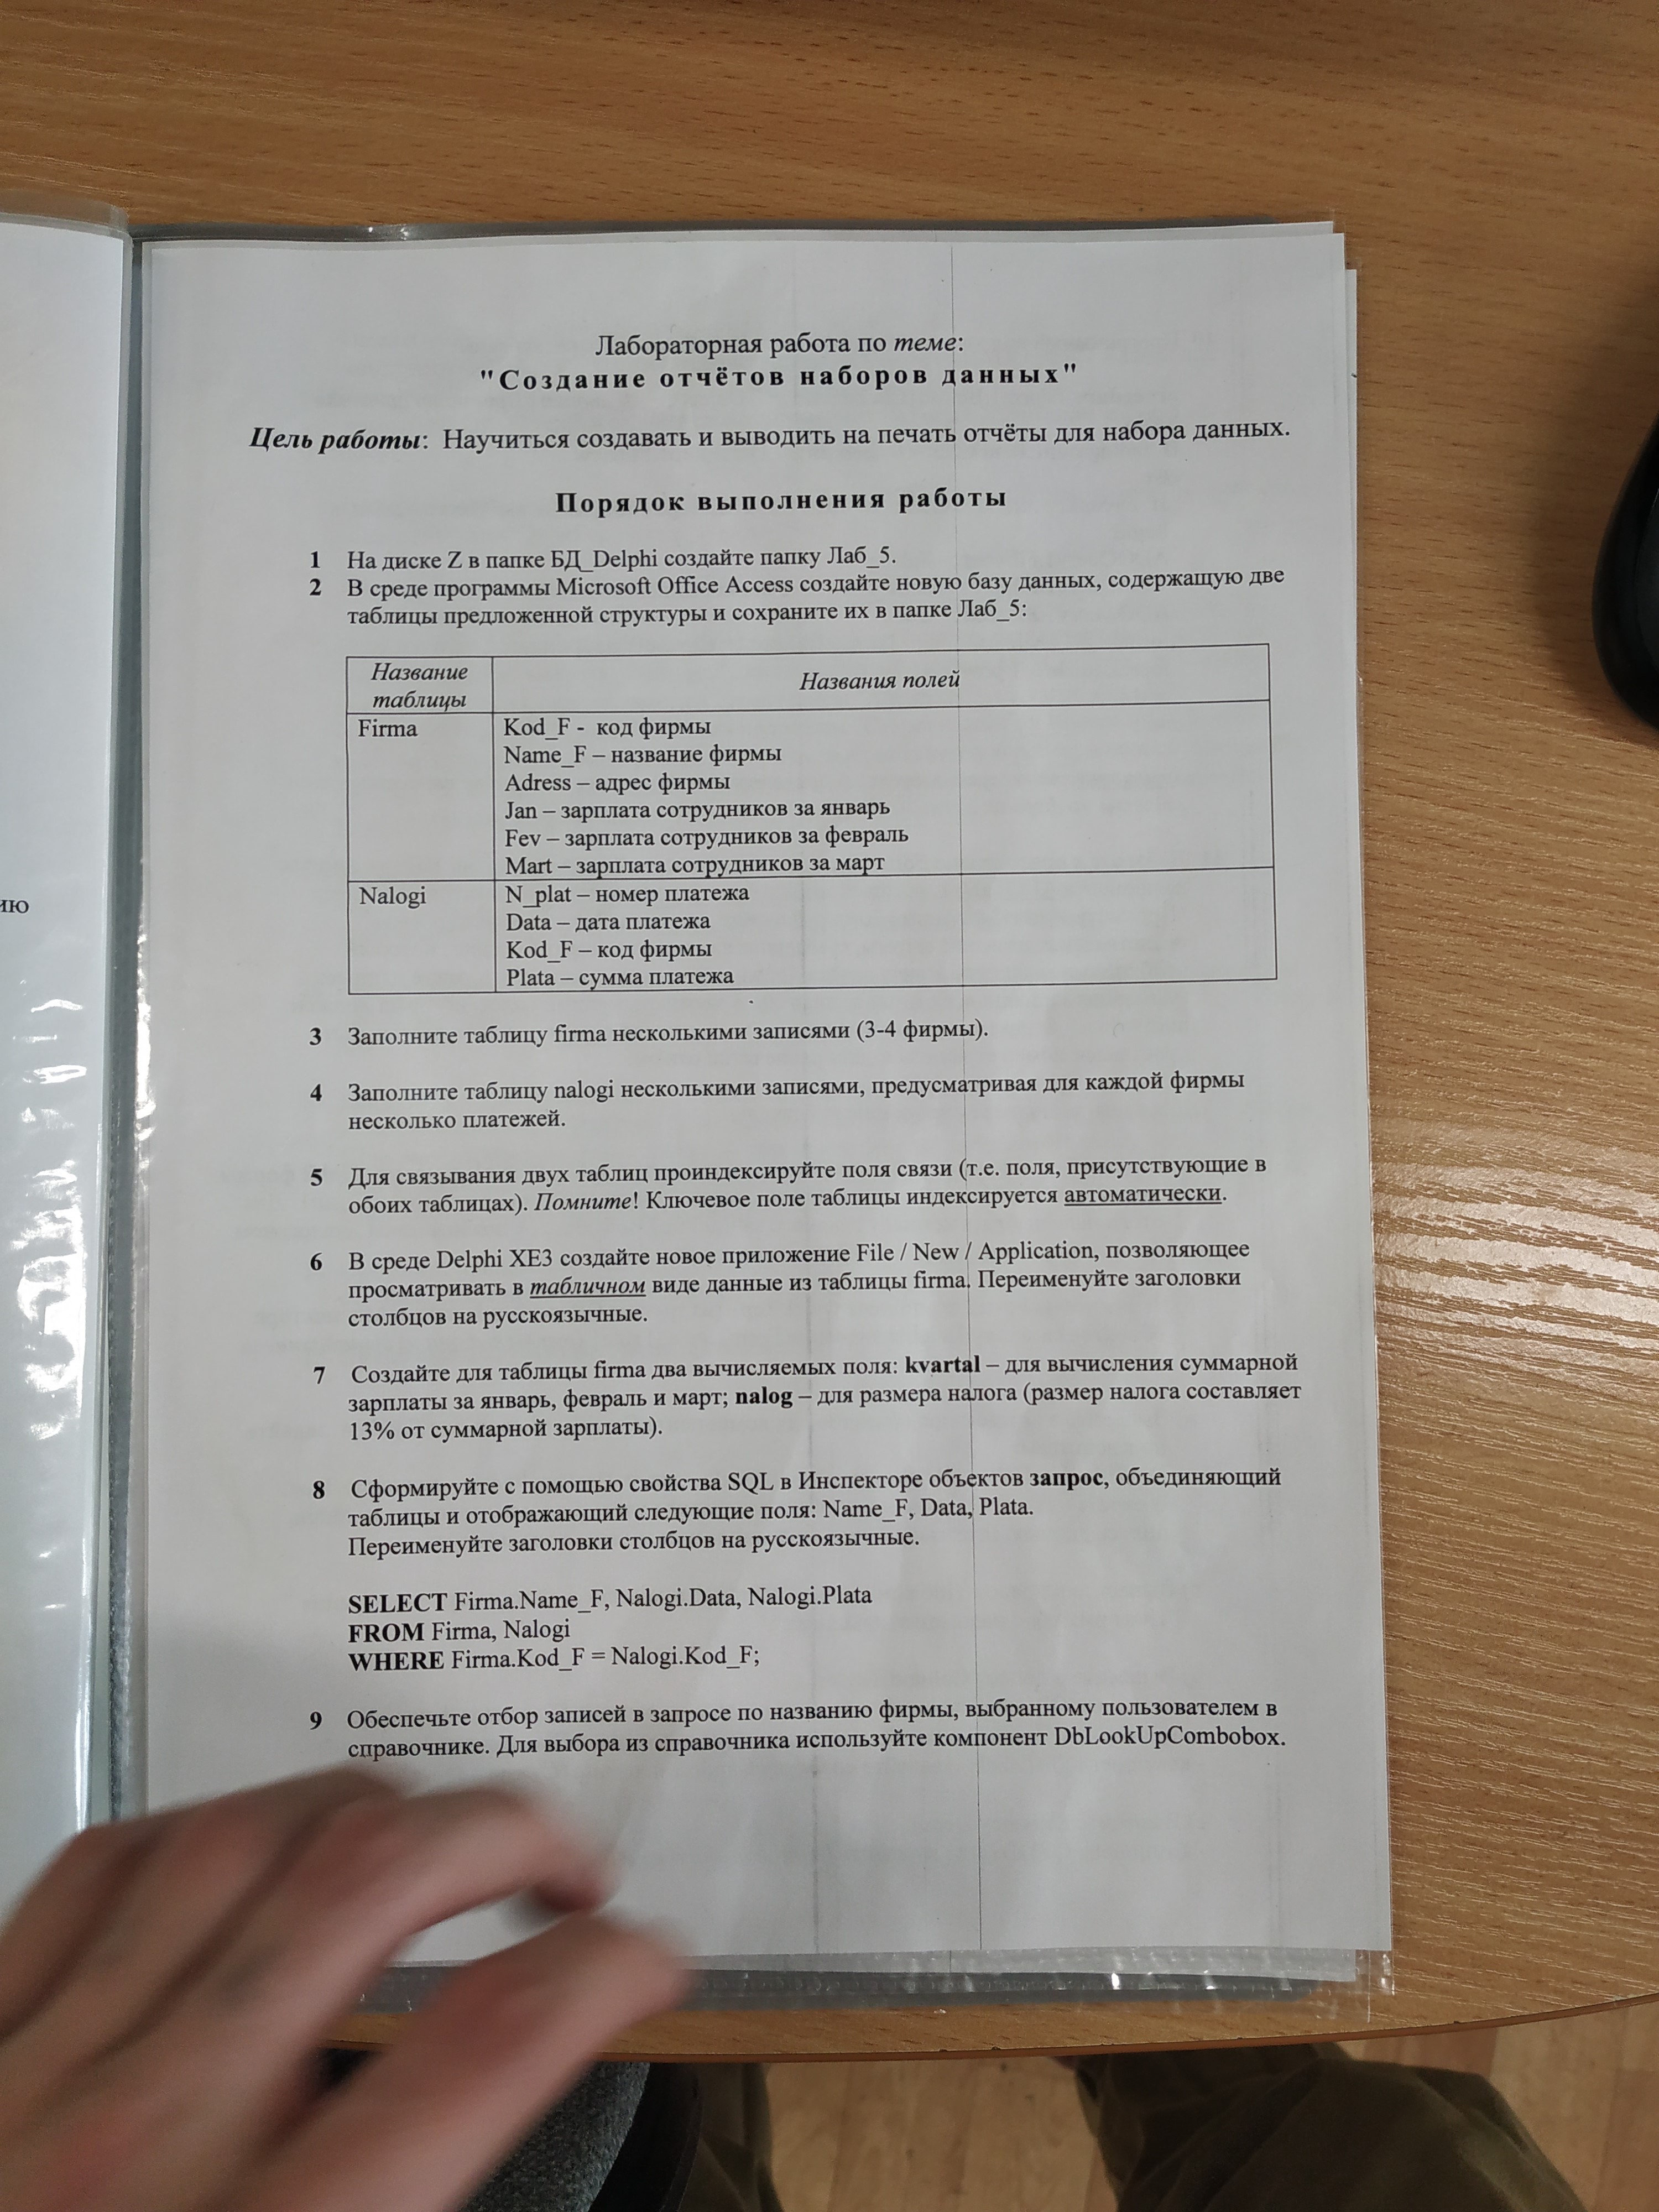 ию
Лабораторная работа по теме:
"Создание отчётов наборов данных"
Цель работы: Научиться создавать и выводить на печать отчёты для набора данных.
Порядок выполнения работы
1 На диске Z в папке БД_Delphi создайте папку Лаб_5.
2 В среде программы Microsoft Office Access создайте новую базу данных, содержащую две
таблицы предложенной структуры и сохраните их в папке Лаб_5:
Название
таблицы
Названия полей
Firma
Kod_F - код фирмы
Name_F – название фирмы
Adress – адрес фирмы
Jan – зарплата сотрудников за январь
Fev – зарплата сотрудников за февраль
Mart – зарплата сотрудников за март
Nalogi
N_plat – номер платежа
Data – дата платежа
Kod_F – код фирмы
Plata – сумма платежа
3 Заполните таблицу firma несколькими записями (3-4 фирмы).
4 Заполните таблицу nalogi несколькими записями, предусматривая для каждой фирмы
несколько платежей.
5 Для связывания двух таблиц проиндексируйте поля связи (т.е. поля, присутствующие в
обоих таблицах). Помните! Ключевое поле таблицы индексируется автоматически.
6 В среде Delphi XE3 создайте новое приложение File / New / Application, позволяющее
просматривать в табличном виде данные из таблицы firma. Переименуйте заголовки
столбцов на русскоязычные.
7 Создайте для таблицы firma два вычисляемых поля: kvartal – для вычисления суммарной
зарплаты за январь, февраль и март; nalog – для размера налога (размер налога составляет
13% от суммарной зарплаты).
8 Сформируйте с помощью свойства SQL в Инспекторе объектов запрос, объединяющий
таблицы и отображающий следующие поля: Name_F, Data, Plata.
Переименуйте заголовки столбцов на русскоязычные.
SELECT Firma.Name_F, Nalogi.Data, Nalogi.Plata
FROM Firma, Nalogi
WHERE Firma.Kod_F = Nalogi.Kod_F;
9 Обеспечьте отбор записей в запросе по названию фирмы, выбранному пользователем в
справочнике. Для выбора из справочника используйте компонент DbLookUpCombobox.